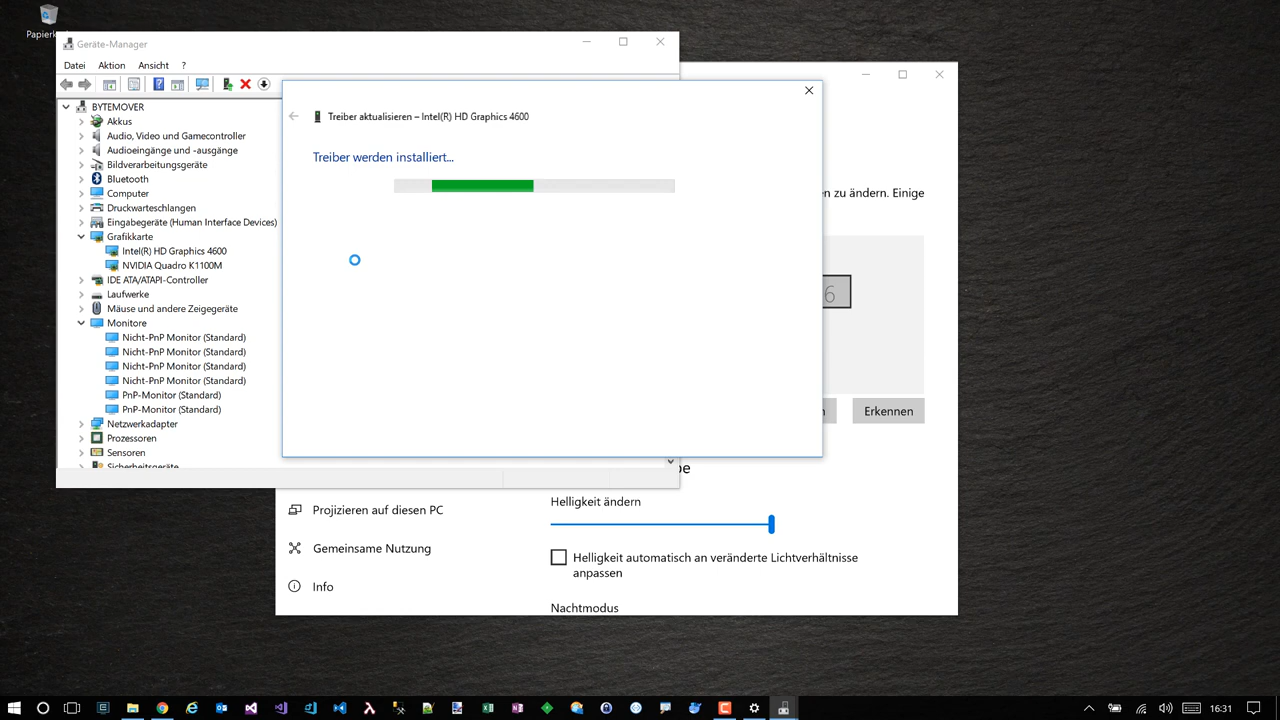 Geräte-Manager
Datei Aktion Ansicht ?
BYTEMOVER
Akkus
Audio, Video und Gamecontroller
Audioeingänge und -ausgänge
Bildverarbeitungsgeräte
Bluetooth
Computer
Druckwarteschlangen
Eingabegeräte (Human Interface Devices)
Grafikkarte
Intel(R) HD Graphics 4600
NVIDIA Quadro K1100M
IDE ATA/ATAPI-Controller
Laufwerke
Mäuse und andere Zeigegeräte
Monitore
Nicht-PnP Monitor (Standard)
Nicht-PnP Monitor (Standard)
Nicht-PnP Monitor (Standard)
Nicht-PnP Monitor (Standard)
PnP-Monitor (Standard)
PnP-Monitor (Standard)
Netzwerkadapter
Prozessoren
Sensoren
Sicherheitsgeräte
Treiber aktualisieren – Intel(R) HD Graphics 4600
Treiber werden installiert...
n zu ändern. Einige
6
Erkennen
be
Helligkeit ändern
Helligkeit automatisch an veränderte Lichtverhältnisse
anpassen
Nachtmodus
Projizieren auf diesen PC
Gemeinsame Nutzung
Info
16:31